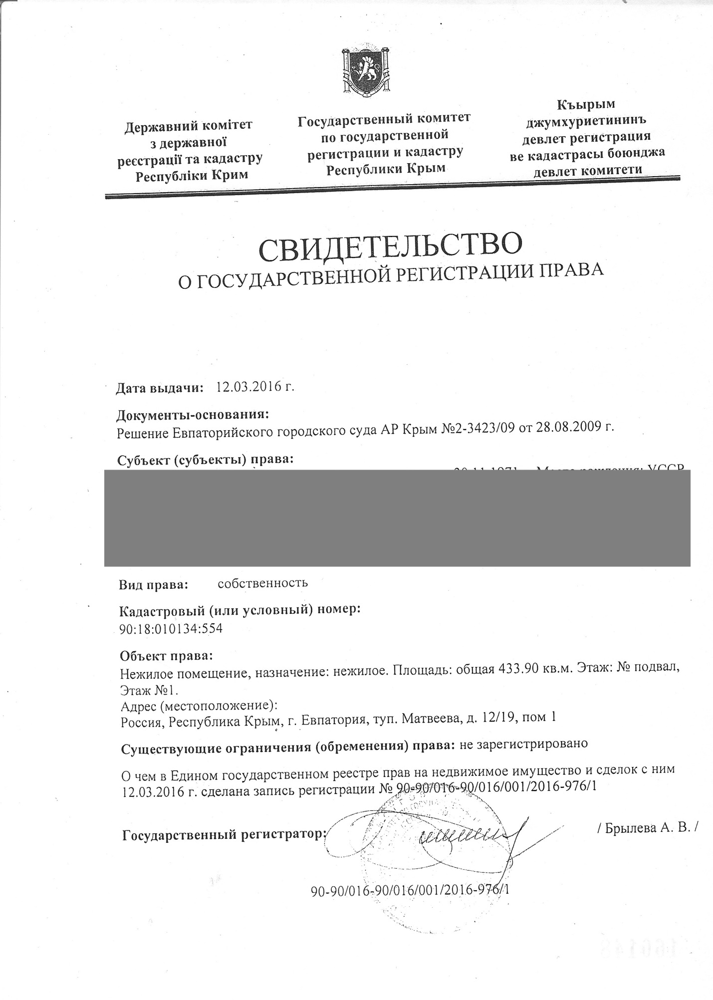 Державний комітет
з державної
реєстрації та кадастру
Республіки Крим
Государственный комитет
по государственной
регистрации и кадастру
Республики Крым
Къырым
джумхуриетининъ
девлет регистрация
ве кадастрасы боюнджа
девлет комитети
СВИДЕТЕЛЬСТВО
О ГОСУДАРСТВЕННОЙ РЕГИСТРАЦИИ ПРАВА
Дата выдачи: 12.03.2016 г.
Документы-основания:
Решение Евпаторийского городского суда АР Крым №2-3423/09 от 28.08.2009 г.
Субъект (субъекты) права:
Вид права: собственность
Кадастровый (или условный) номер:
90:18:010134:554
Объект права:
Нежилое помещение, назначение: нежилое. Площадь: общая 433.90 кв.м. Этаж: № подвал,
Этаж №1.
Адрес (местоположение):
Россия, Республика Крым, г. Евпатория, туп. Матвеева, д. 12/19, пом 1
Существующие ограничения (обременения) права: не зарегистрировано
О чем в Едином государственном реестре прав на недвижимое имущество и сделок с ним
12.03.2016 г. сделана запись регистрации № 90-90/016-90/016/001/2016-976/1
Государственный регистратор: / Брылева А. В. /
90-90/016-90/016/001/2016-976/1